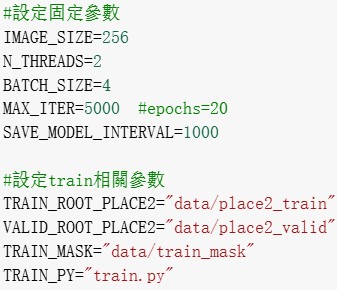 #設定固定參數
IMAGE_SIZE=256
N_THREADS=2
BATCH_SIZE=4
MAX_ITER=5000  #epochs=20
SAVE_MODEL_INTERVAL=1000

#設定train相關參數
TRAIN_ROOT_PLACE2="data/place2_train"
VALID_ROOT_PLACE2="data/place2_valid"
TRAIN_MASK="data/train_mask"
TRAIN_PY="train.py"